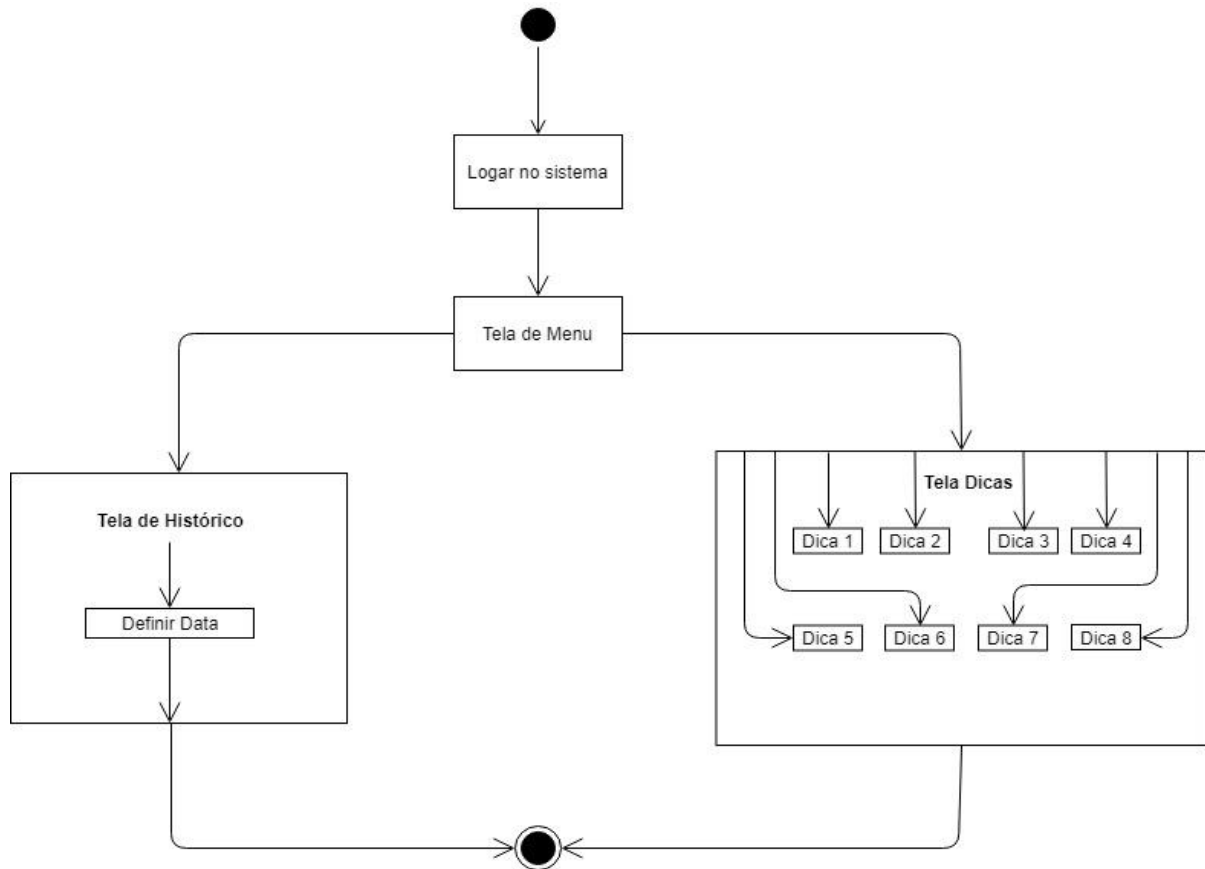 Logar no sistema
Tela de Menu
Tela de Histórico
Definir Data
Tela Dicas
Dica 1
Dica 2
Dica 3
Dica 4
Dica 5
Dica 6
Dica 7
Dica 8